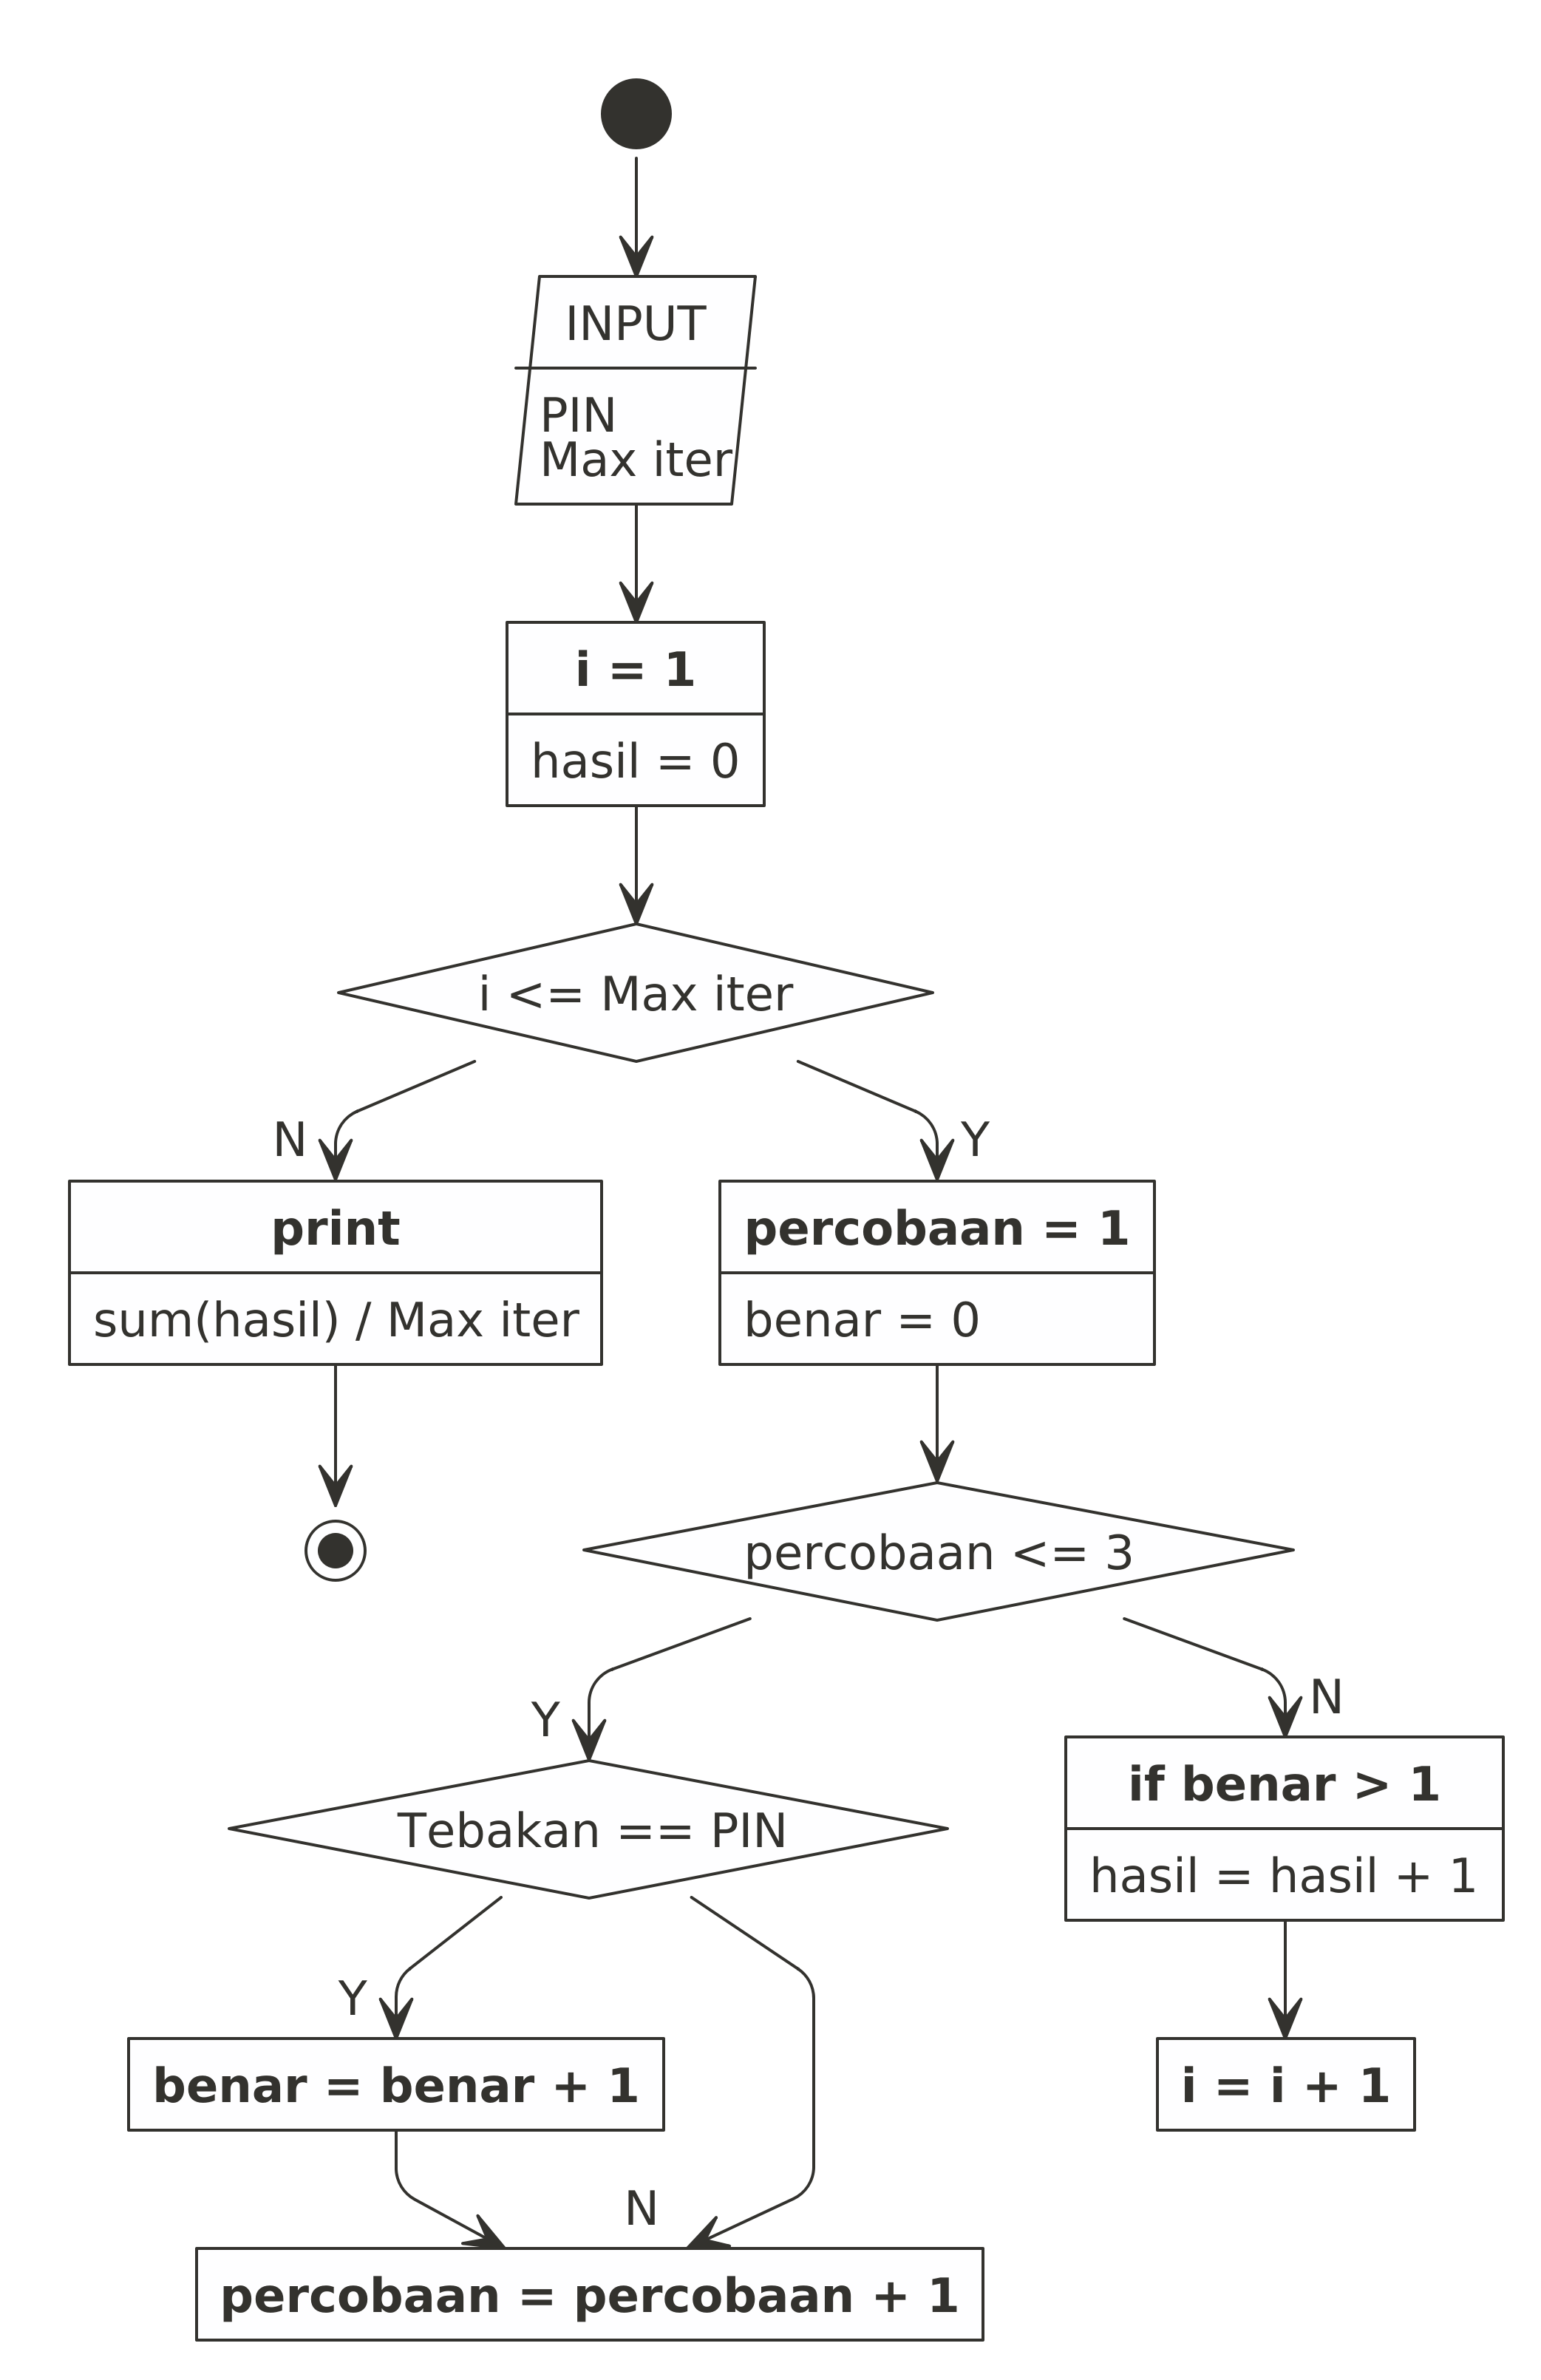 INPUT
PIN
Max iter
i = 1
hasil = 0
i <= Max iter
N
Y
print
sum(hasil) / Max iter
percobaan = 1
benar = 0
percobaan <= 3
Y
N
Tebakan == PIN
if benar > 1
hasil = hasil + 1
Y
benar = benar + 1
i = i + 1
N
percobaan = percobaan + 1